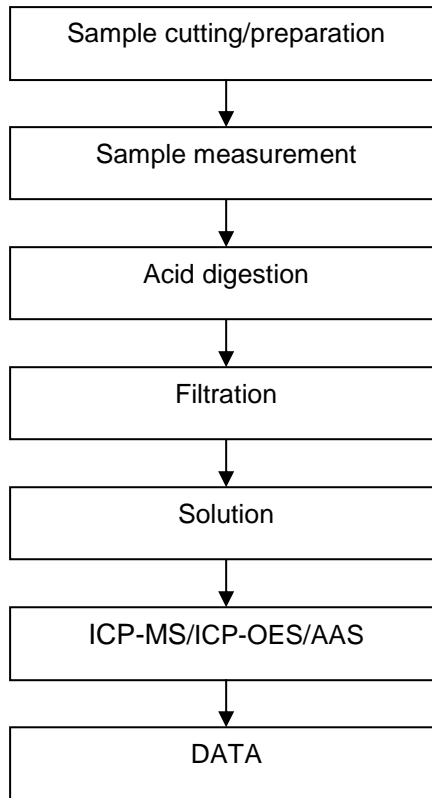 Sample cutting/preparation
Sample measurement
Acid digestion
Filtration
Solution
ICP-MS/ICP-OES/AAS
DATA